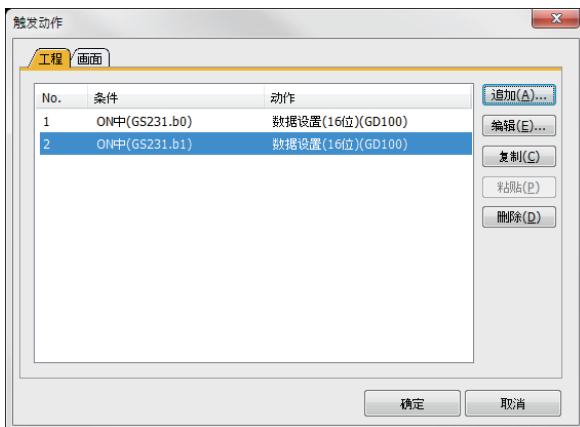 触发动作
工程 画面
No. 条件 动作
1 ON中(GS231.b0) 数据设置(16位)(GD100)
2 ON中(GS231.b1) 数据设置(16位)(GD100)
追加(A)...
编辑(E)...
复制(C)
粘贴(P)
删除(D)
确定 取消